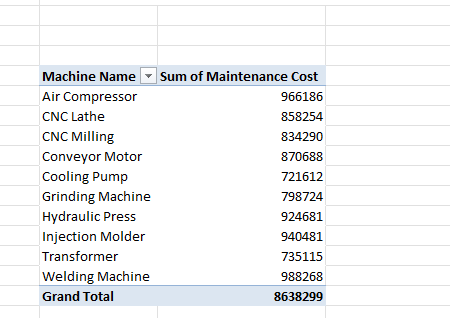 Machine Name Sum of Maintenance Cost
Air Compressor 966186
CNC Lathe 858254
CNC Milling 834290
Conveyor Motor 870688
Cooling Pump 721612
Grinding Machine 798724
Hydraulic Press 924681
Injection Molder 940481
Transformer 735115
Welding Machine 988268
Grand Total 8638299